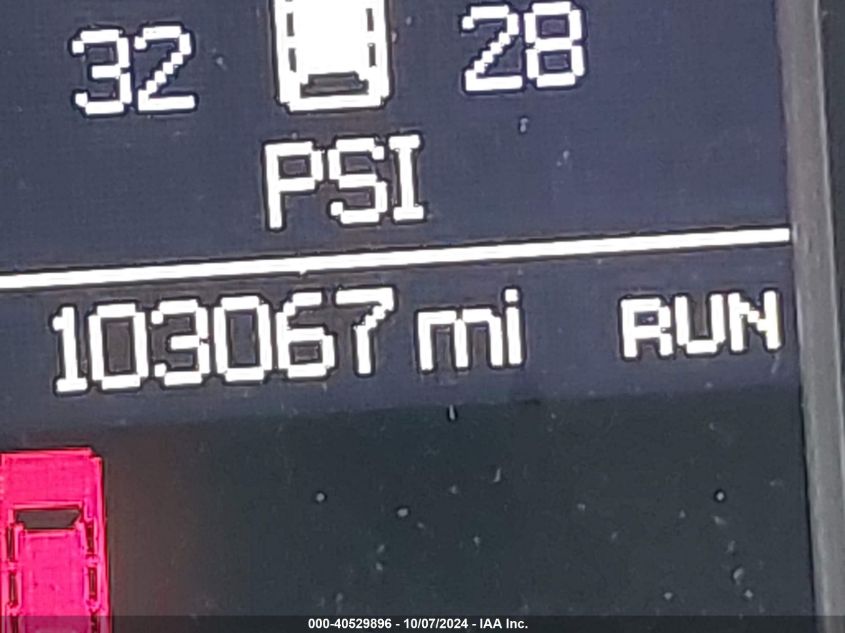 32 28
PSI
103067 mi RUN
000-40529896 - 10/07/2024 - IAA Inc.